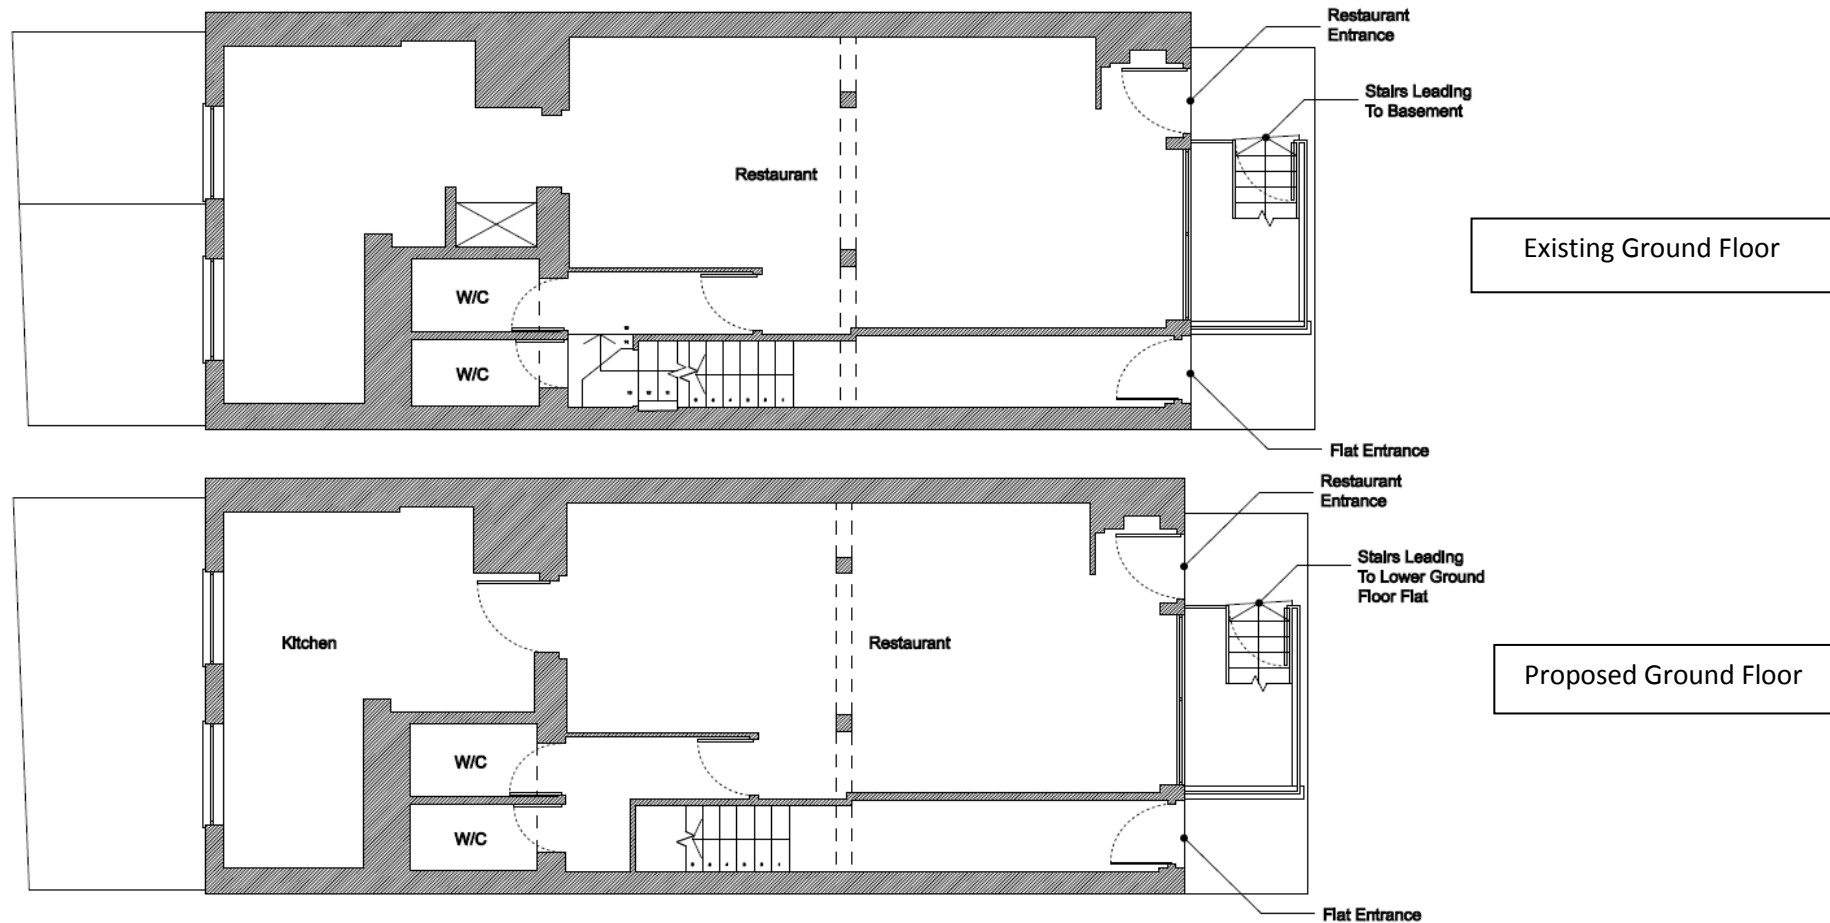 Restaurant
Entrance
Stairs Leading
To Basement
Restaurant
Existing Ground Floor
W/C
W/C
Flat Entrance
Restaurant
Entrance
Stairs Leading
To Lower Ground
Floor Flat
Kitchen
Restaurant
Proposed Ground Floor
W/C
W/C
Flat Entrance